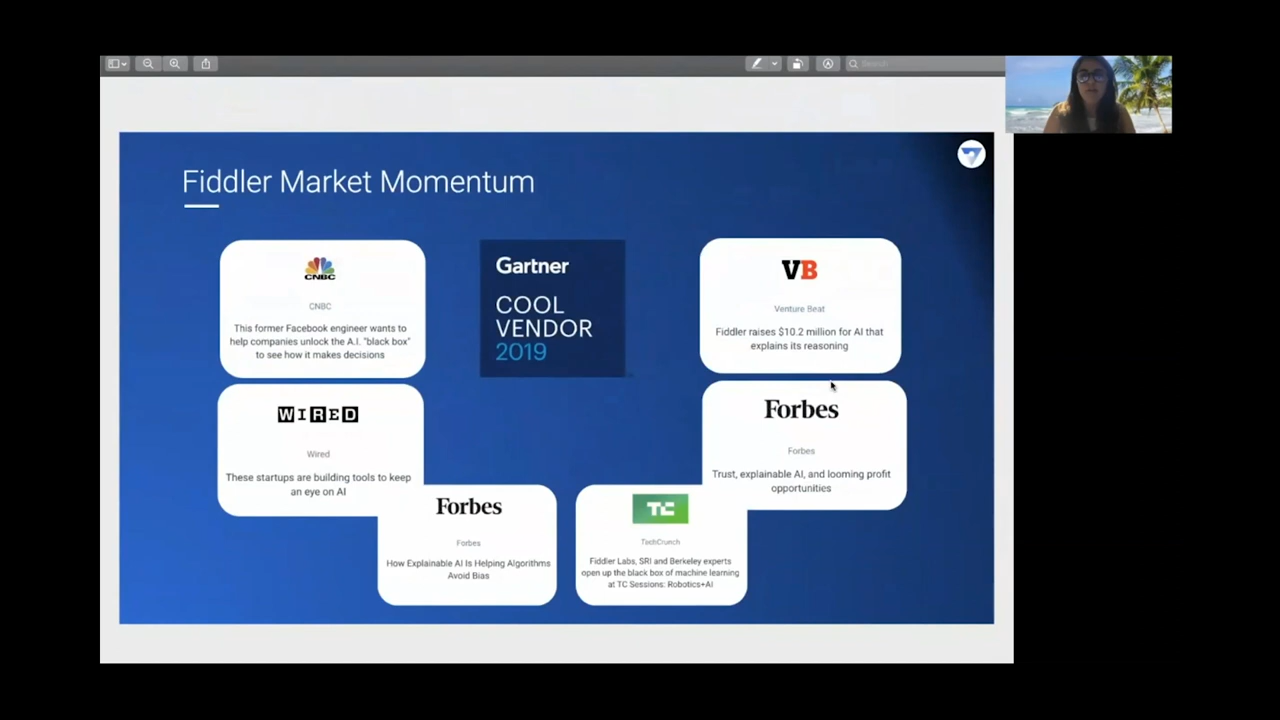 Search
Fiddler Market Momentum
CNBC
CNBC
This former Facebook engineer wants to
help companies unlock the A.I. "black box"
to see how it makes decisions
Gartner
COOL
VENDOR
2019
VB
Venture Beat
Fiddler raises $10.2 million for AI that
explains its reasoning
WIRED
Wired
These startups are building tools to keep
an eye on AI
Forbes
Forbes
Trust, explainable AI, and looming profit
opportunities
Forbes
Forbes
How Explainable AI Is Helping Algorithms
Avoid Bias
TC
TechCrunch
Fiddler Labs, SRI and Berkeley experts
open up the black box of machine learning
at TC Sessions: Robotics+AI